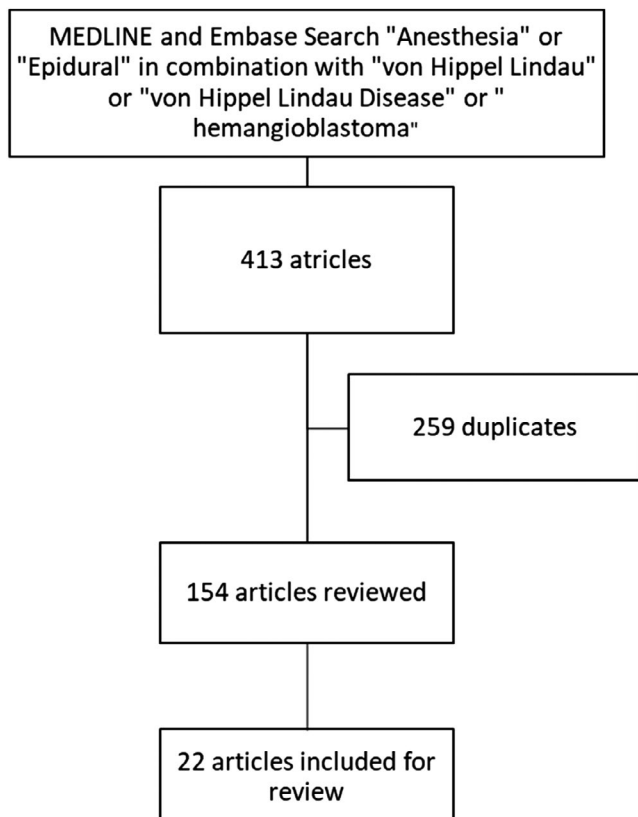 MEDLINE and Embase Search "Anesthesia" or
"Epidural" in combination with "von Hippel Lindau"
or "von Hippel Lindau Disease" or "
hemangioblastoma"
413 atricles
259 duplicates
154 articles reviewed
22 articles included for
review